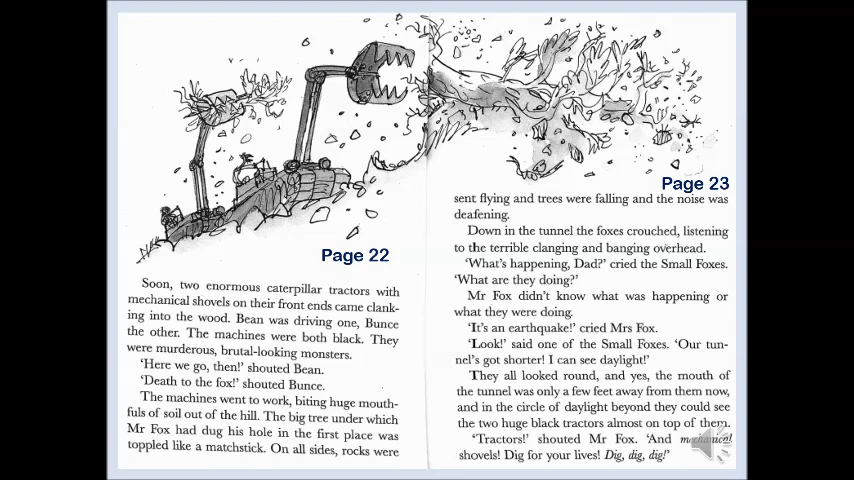 Page 22
Soon, two enormous caterpillar tractors with
mechanical shovels on their front ends came clank-
ing into the wood. Bean was driving one, Bunce
the other. The machines were both black. They
were murderous, brutal-looking monsters.
'Here we go, then!' shouted Bean.
'Death to the fox!' shouted Bunce.
The machines went to work, biting huge mouth-
fuls of soil out of the hill. The big tree under which
Mr Fox had dug his hole in the first place was
toppled like a matchstick. On all sides, rocks were
Page 23
sent flying and trees were falling and the noise was
deafening.
Down in the tunnel the foxes crouched, listening
to the terrible clanging and banging overhead.
'What's happening, Dad?' cried the Small Foxes.
'What are they doing?'
Mr Fox didn't know what was happening or
what they were doing.
'It's an earthquake!' cried Mrs Fox.
'Look!' said one of the Small Foxes. 'Our tun-
nel's got shorter! I can see daylight!'
They all looked round, and yes, the mouth of
the tunnel was only a few feet away from them now,
and in the circle of daylight beyond they could see
the two huge black tractors almost on top of them.
'Tractors!' shouted Mr Fox. 'And mechanical
shovels! Dig for your lives! Dig, dig, dig!'